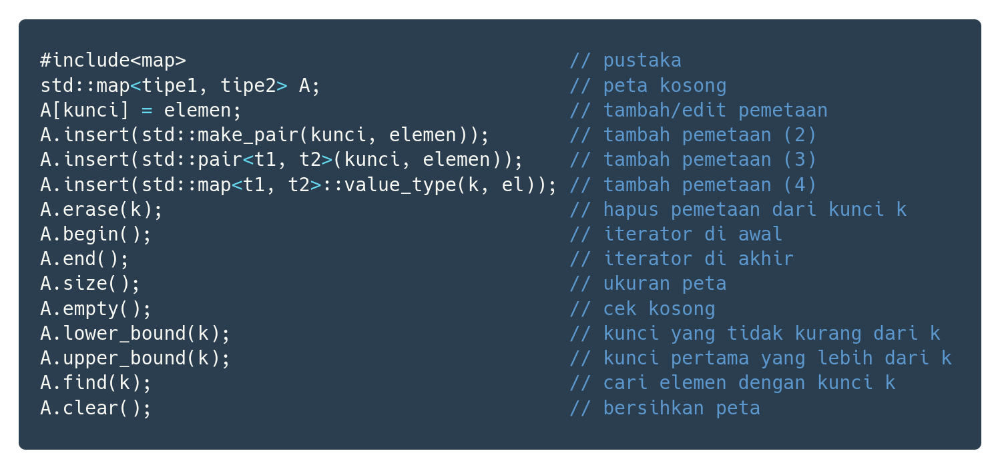 #include<map>                                  // pustaka
std::map<tipe1, tipe2> A;                      // peta kosong
A[kunci] = elemen;                             // tambah/edit pemetaan
A.insert(std::make_pair(kunci, elemen));       // tambah pemetaan (2)
A.insert(std::pair<t1, t2>(kunci, elemen));    // tambah pemetaan (3)
A.insert(std::map<t1, t2>::value_type(k, el)); // tambah pemetaan (4)
A.erase(k);                                    // hapus pemetaan dari kunci k
A.begin();                                     // iterator di awal
A.end();                                       // iterator di akhir
A.size();                                      // ukuran peta
A.empty();                                     // cek kosong
A.lower_bound(k);                              // kunci yang tidak kurang dari k
A.upper_bound(k);                              // kunci pertama yang lebih dari k
A.find(k);                                     // cari elemen dengan kunci k
A.clear();                                     // bersihkan peta